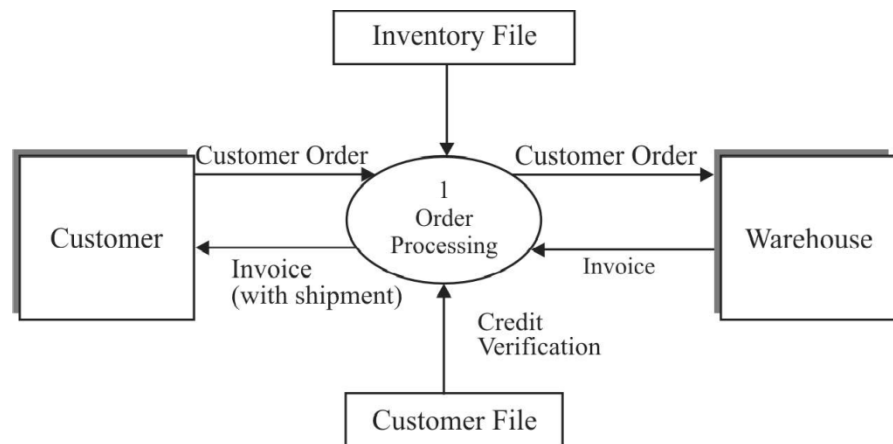 Inventory File
Customer Order
Customer Order
1
Order
Processing
Customer
Warehouse
Invoice
(with shipment)
Invoice
Credit
Verification
Customer File